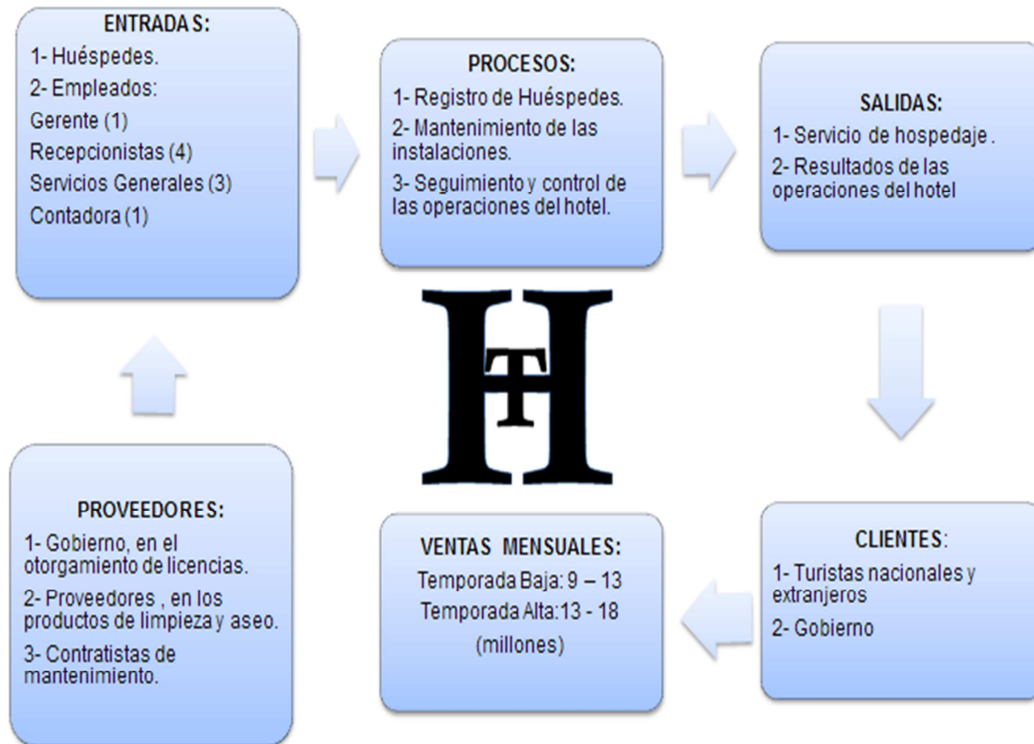 ENTRADAS:
1- Huéspedes.
2- Empleados:
Gerente (1)
Recepcionistas (4)
Servicios Generales (3)
Contadora (1)
PROCESOS:
1- Registro de Huéspedes.
2- Mantenimiento de las
instalaciones.
3- Seguimiento y control de
las operaciones del hotel.
SALIDAS:
1- Servicio de hospedaje .
2- Resultados de las
operaciones del hotel
HT
PROVEEDORES:
1- Gobierno, en el
otorgamiento de licencias.
2- Proveedores , en los
productos de limpieza y aseo.
3- Contratistas de
mantenimiento.
VENTAS MENSUALES:
Temporada Baja: 9 – 13
Temporada Alta:13 - 18
(millones)
CLIENTES:
1- Turistas nacionales y
extranjeros
2- Gobierno